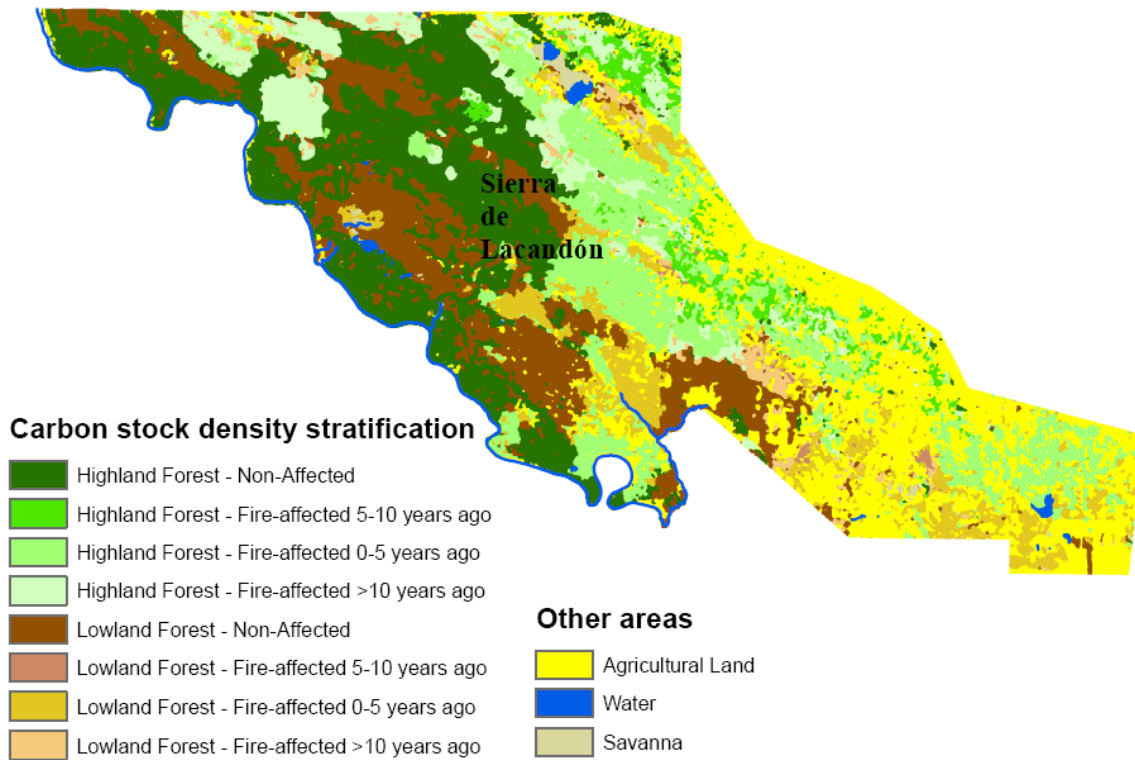 Sierra
de
Lacandón
Carbon stock density stratification
Highland Forest - Non-Affected
Highland Forest - Fire-affected 5-10 years ago
Highland Forest - Fire-affected 0-5 years ago
Highland Forest - Fire-affected >10 years ago
Lowland Forest - Non-Affected
Lowland Forest - Fire-affected 5-10 years ago
Lowland Forest - Fire-affected 0-5 years ago
Lowland Forest - Fire-affected >10 years ago
Other areas
Agricultural Land
Water
Savanna